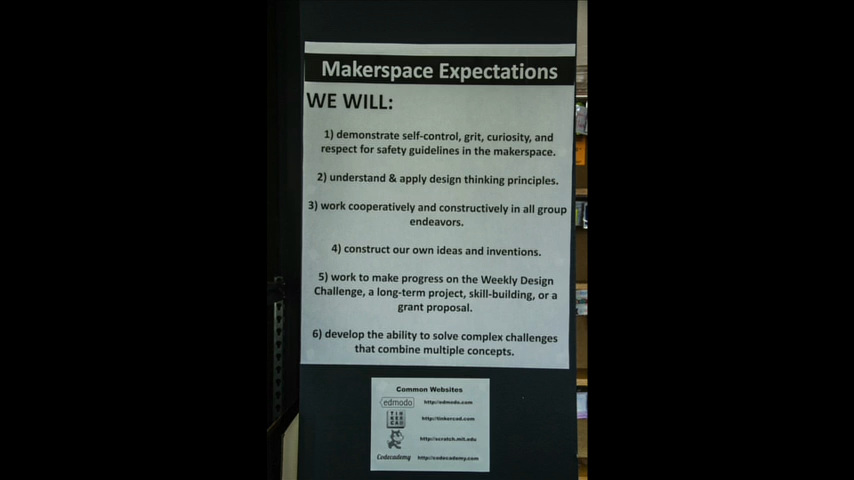 Makerspace Expectations
WE WILL:
1) demonstrate self-control, grit, curiosity, and
respect for safety guidelines in the makerspace.
2) understand & apply design thinking principles.
3) work cooperatively and constructively in all group
endeavors.
4) construct our own ideas and inventions.
5) work to make progress on the Weekly Design
Challenge, a long-term project, skill-building, or a
grant proposal.
6) develop the ability to solve complex challenges
that combine multiple concepts.
Common Websites
edmodo http://edmodo.com
TIN
KER
CAD
http://tinkercad.com
http://scratch.mit.edu
Codecademy http://codecademy.com